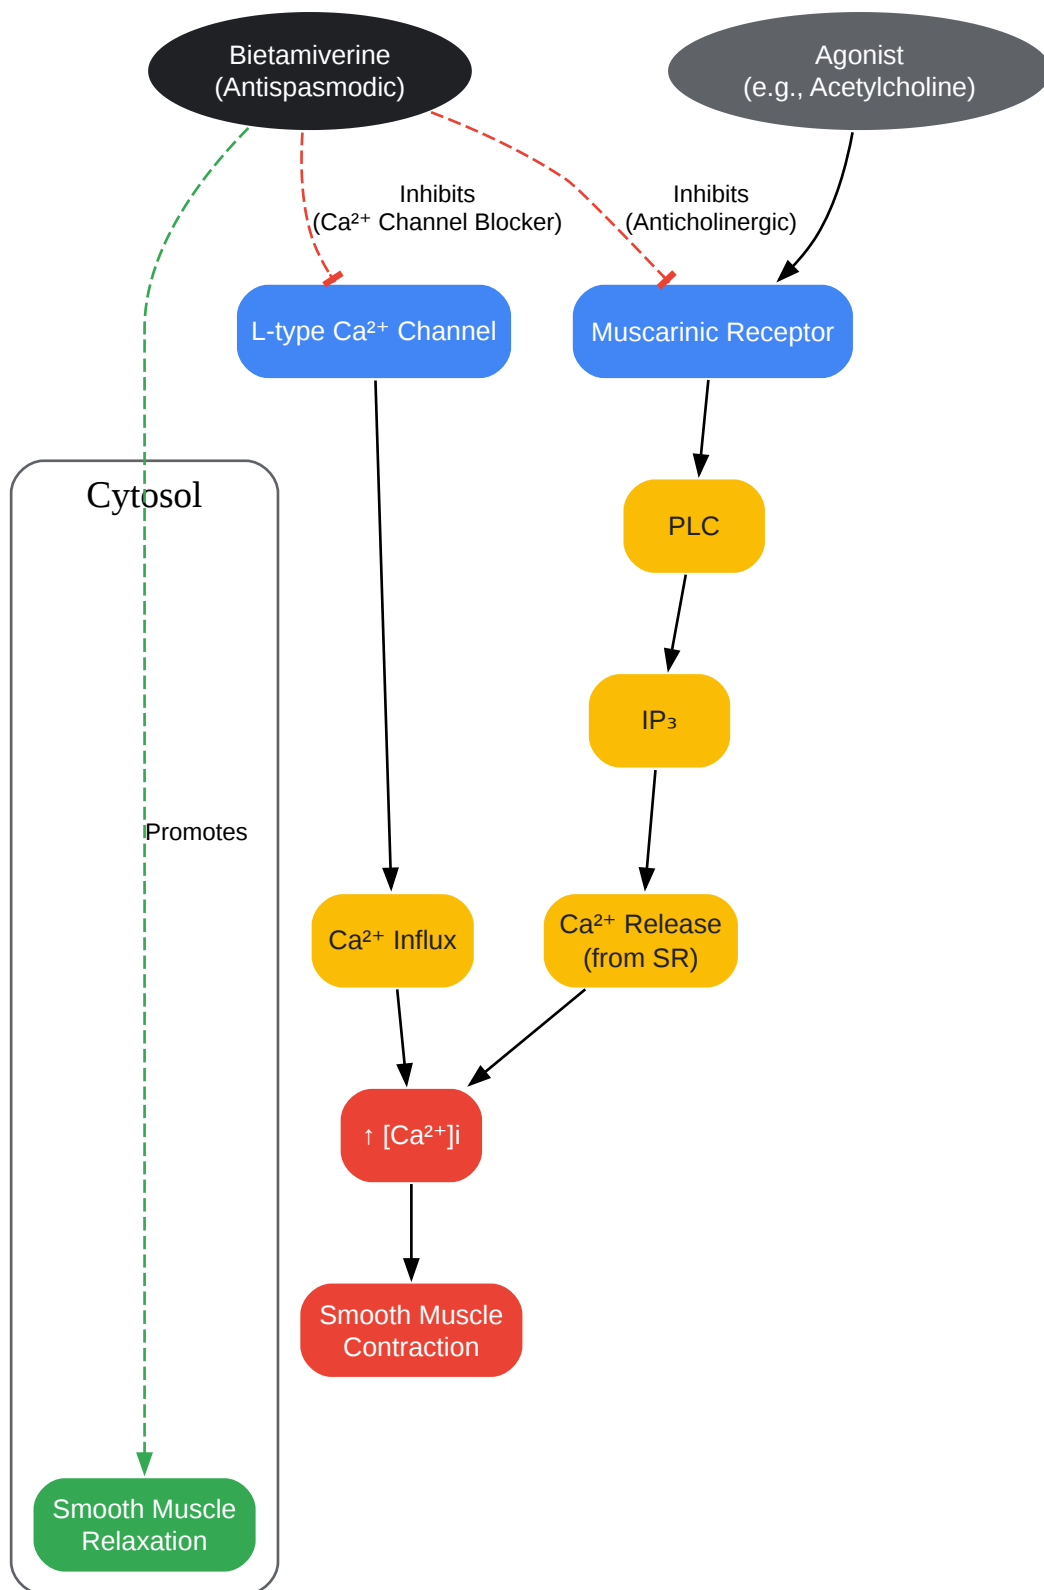 Bietamiverine
(Antispasmodic)
Agonist
(e.g., Acetylcholine)
Inhibits
(Ca²⁺ Channel Blocker)
Inhibits
(Anticholinergic)
L-type Ca²⁺ Channel
Muscarinic Receptor
Cytosol
PLC
IP₃
Promotes
Ca²⁺ Influx
Ca²⁺ Release
(from SR)
↑ [Ca²⁺]i
Smooth Muscle
Contraction
Smooth Muscle
Relaxation